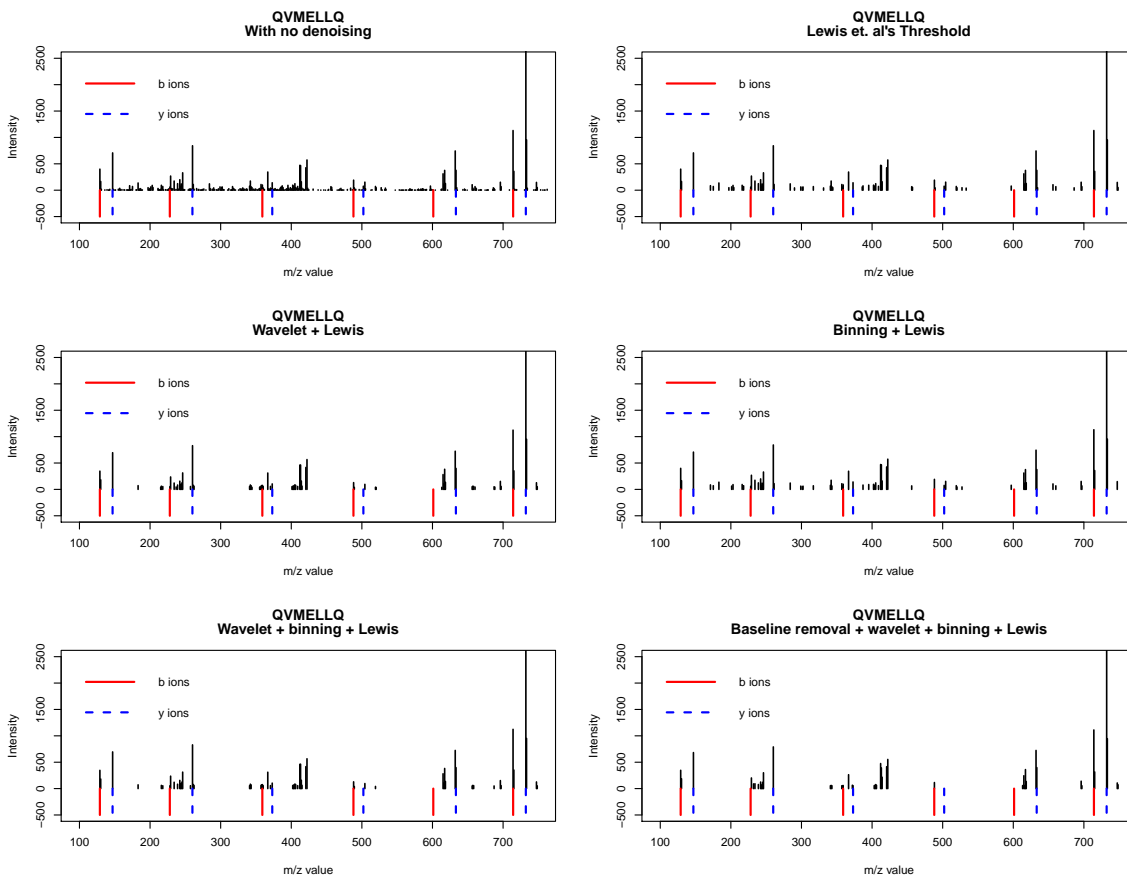 QVMELLQ
With no denoising
Intensity
2500
1500
500
0
−500
b ions
y ions
100 200 300 400 500 600 700
m/z value
QVMELLQ
Lewis et. al's Threshold
Intensity
2500
1500
500
0
−500
b ions
y ions
100 200 300 400 500 600 700
m/z value
QVMELLQ
Wavelet + Lewis
Intensity
2500
1500
500
0
−500
b ions
y ions
100 200 300 400 500 600 700
m/z value
QVMELLQ
Binning + Lewis
Intensity
2500
1500
500
0
−500
b ions
y ions
100 200 300 400 500 600 700
m/z value
QVMELLQ
Wavelet + binning + Lewis
Intensity
2500
1500
500
0
−500
b ions
y ions
100 200 300 400 500 600 700
m/z value
QVMELLQ
Baseline removal + wavelet + binning + Lewis
Intensity
2500
1500
500
0
−500
b ions
y ions
100 200 300 400 500 600 700
m/z value